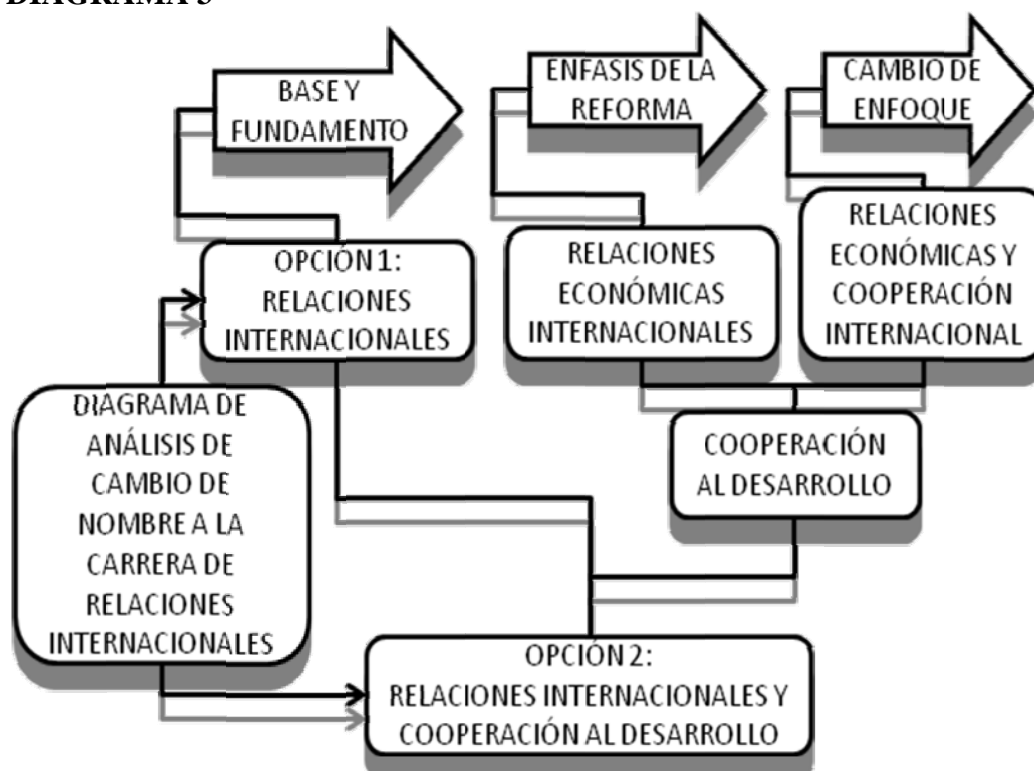 DIAGRAMA 3
BASE Y
FUNDAMENTO
ENFASIS DE LA
REFORMA
CAMBIO DE
ENFOQUE
OPCIÓN 1:
RELACIONES
INTERNACIONALES
RELACIONES
ECONÓMICAS
INTERNACIONALES
RELACIONES
ECONÓMICAS Y
COOPERACIÓN
INTERNACIONAL
DIAGRAMA DE
ANÁLISIS DE
CAMBIO DE
NOMBRE A LA
CARRERA DE
RELACIONES
INTERNACIONALES
COOPERACIÓN
AL DESARROLLO
OPCIÓN 2:
RELACIONES INTERNACIONALES Y
COOPERACIÓN AL DESARROLLO